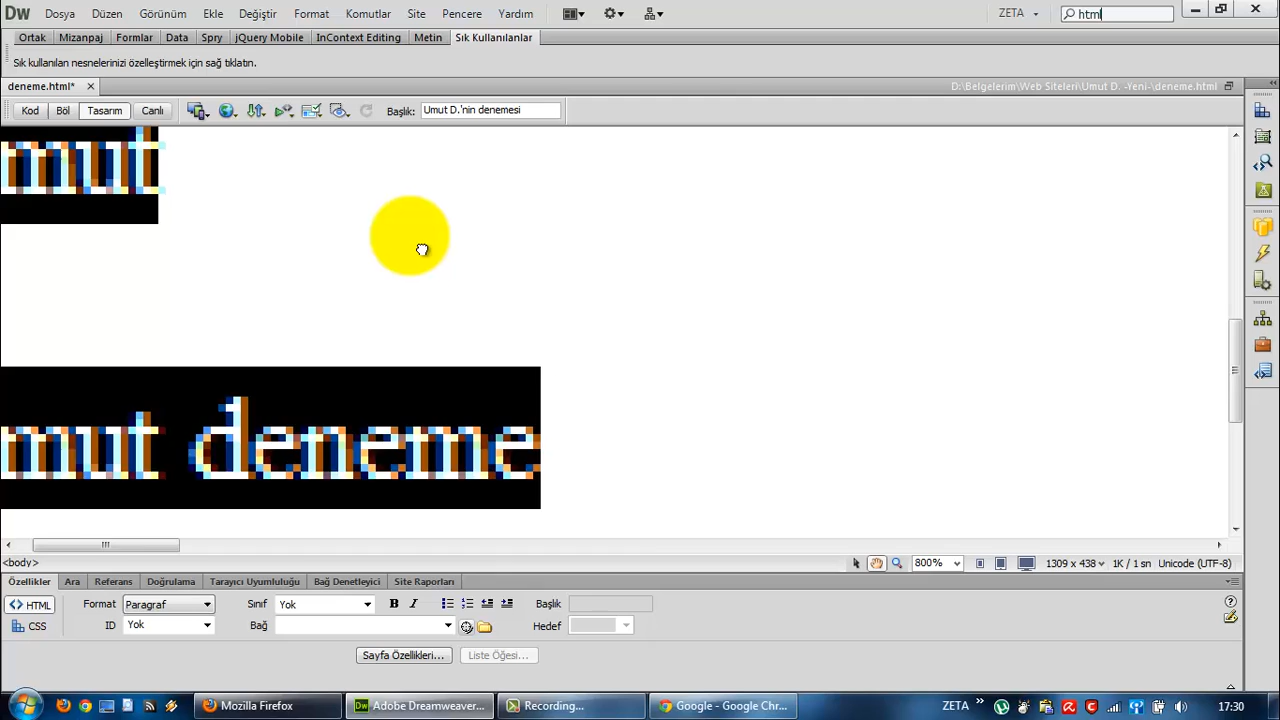 Dw Dosya Düzen Görünüm Ekle Değiştir Format Komutlar Site Pencere Yardım ZETA html
Ortak Mizanpaj Formlar Data Spry jQuery Mobile InContext Editing Metin Sık Kullanılanlar
Sık kullanılan nesnelerinizi özelleştirmek için sağ tıklatın.
deneme.html* D:\Belgelerim\Web Siteleri\Umut D. -Yeni-\deneme.html
Kod Böl Tasarım Canlı Başlık: Umut D.'nin denemesi
mut
mut deneme
<body> 800% 1309 x 438 1K / 1 sn Unicode (UTF-8)
Özellikler Ara Referans Doğrulama Tarayıcı Uyumluluğu Bağ Denetleyici Site Raporları
<> HTML Format Paragraf Sınıf Yok B I Başlık
CSS ID Yok Bağ Hedef
Sayfa Özellikleri... Liste Öğesi...
Mozilla Firefox Dw Adobe Dreamweaver... Recording... Google - Google Chr... ZETA » 17:30